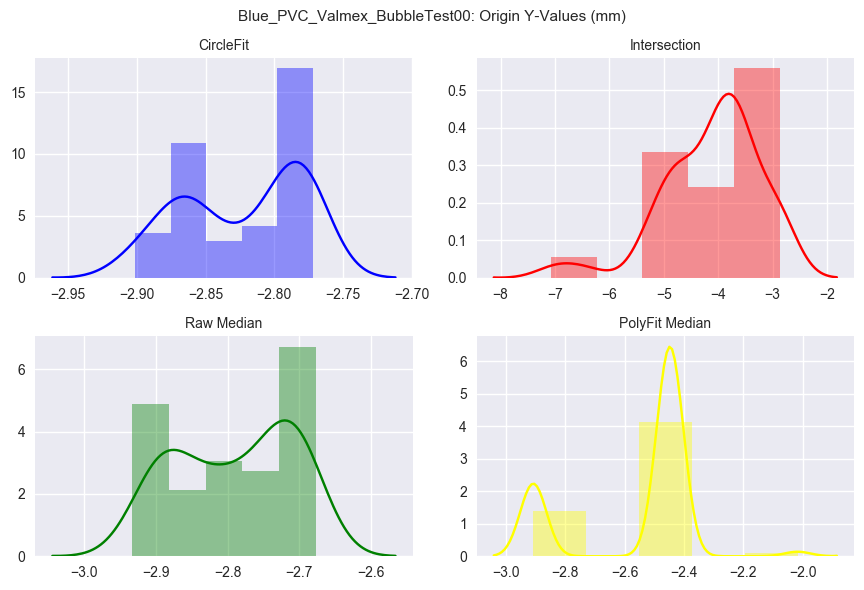 Blue_PVC_Valmex_BubbleTest00: Origin Y-Values (mm)
CircleFit
15
10
5
0
−2.95 −2.90 −2.85 −2.80 −2.75 −2.70
Intersection
0.5
0.4
0.3
0.2
0.1
0.0
−8 −7 −6 −5 −4 −3 −2
Raw Median
6
4
2
0
−3.0 −2.9 −2.8 −2.7 −2.6
PolyFit Median
6
5
4
3
2
1
0
−3.0 −2.8 −2.6 −2.4 −2.2 −2.0